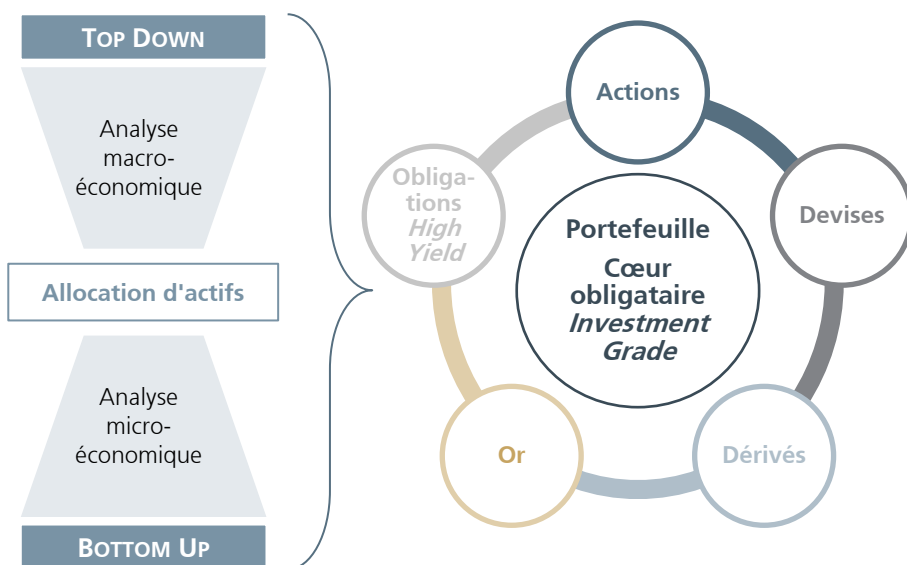 TOP DOWN
Analyse
macro-
économique
Allocation d'actifs
Analyse
micro-
économique
BOTTOM UP
Actions
Devises
Dérivés
Or
Obliga-
tions
High
Yield
Portefeuille
Cœur
obligataire
Investment
Grade